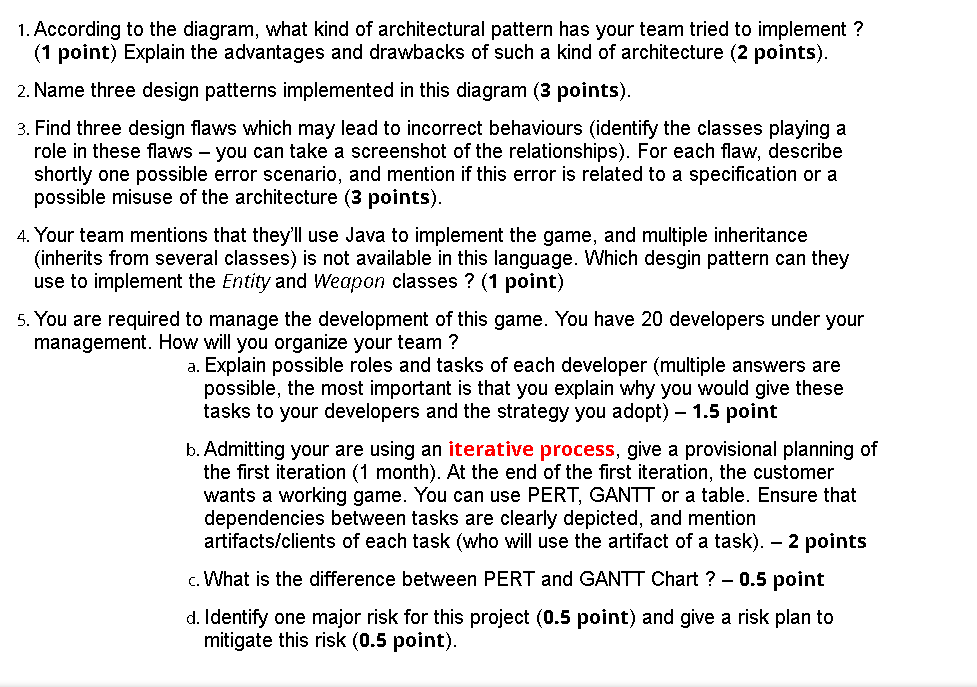 1. According to the diagram, what kind of architectural pattern has your team tried to implement ?
(1 point) Explain the advantages and drawbacks of such a kind of architecture (2 points).
2. Name three design patterns implemented in this diagram (3 points).
3. Find three design flaws which may lead to incorrect behaviours (identify the classes playing a
role in these flaws – you can take a screenshot of the relationships). For each flaw, describe
shortly one possible error scenario, and mention if this error is related to a specification or a
possible misuse of the architecture (3 points).
4. Your team mentions that they'll use Java to implement the game, and multiple inheritance
(inherits from several classes) is not available in this language. Which desgin pattern can they
use to implement the Entity and Weapon classes ? (1 point)
5. You are required to manage the development of this game. You have 20 developers under your
management. How will you organize your team ?
a. Explain possible roles and tasks of each developer (multiple answers are
possible, the most important is that you explain why you would give these
tasks to your developers and the strategy you adopt) – 1.5 point
b. Admitting your are using an iterative process, give a provisional planning of
the first iteration (1 month). At the end of the first iteration, the customer
wants a working game. You can use PERT, GANTT or a table. Ensure that
dependencies between tasks are clearly depicted, and mention
artifacts/clients of each task (who will use the artifact of a task). – 2 points
c. What is the difference between PERT and GANTT Chart ? – 0.5 point
d. Identify one major risk for this project (0.5 point) and give a risk plan to
mitigate this risk (0.5 point).